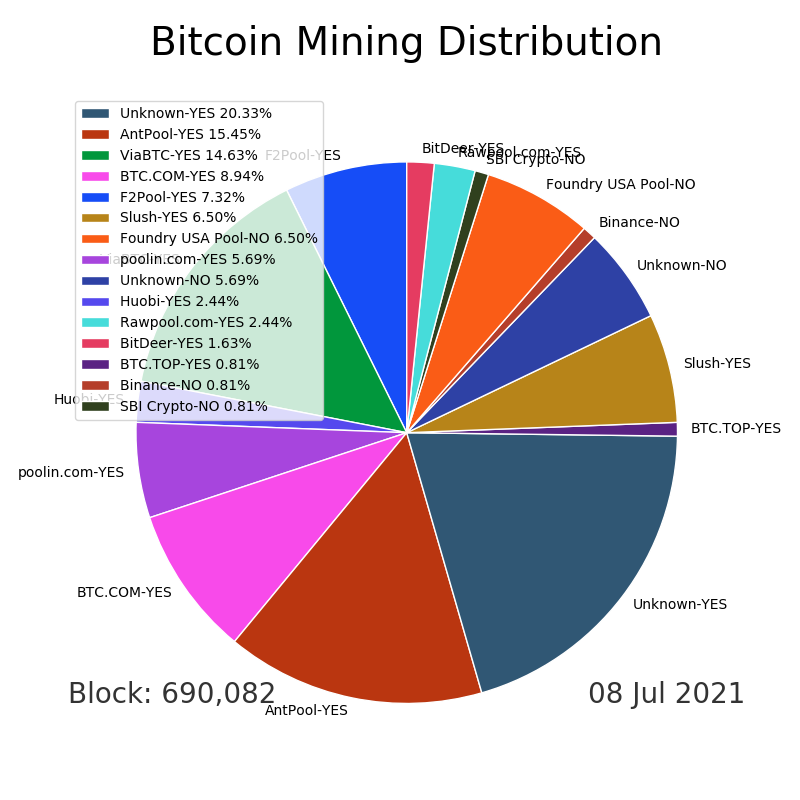 Bitcoin Mining Distribution
Unknown-YES 20.33%
AntPool-YES 15.45%
ViaBTC-YES 14.63%
BTC.COM-YES 8.94%
F2Pool-YES 7.32%
Slush-YES 6.50%
Foundry USA Pool-NO 6.50%
poolin.com-YES 5.69%
Unknown-NO 5.69%
Huobi-YES 2.44%
Rawpool.com-YES 2.44%
BitDeer-YES 1.63%
BTC.TOP-YES 0.81%
Binance-NO 0.81%
SBI Crypto-NO 0.81%
F2Pool-YES
BitDeer-YES
Rawpool.com-YES
SBI Crypto-NO
Foundry USA Pool-NO
Binance-NO
Unknown-NO
Slush-YES
BTC.TOP-YES
Unknown-YES
AntPool-YES
BTC.COM-YES
poolin.com-YES
Huobi-YES
Block: 690,082
08 Jul 2021